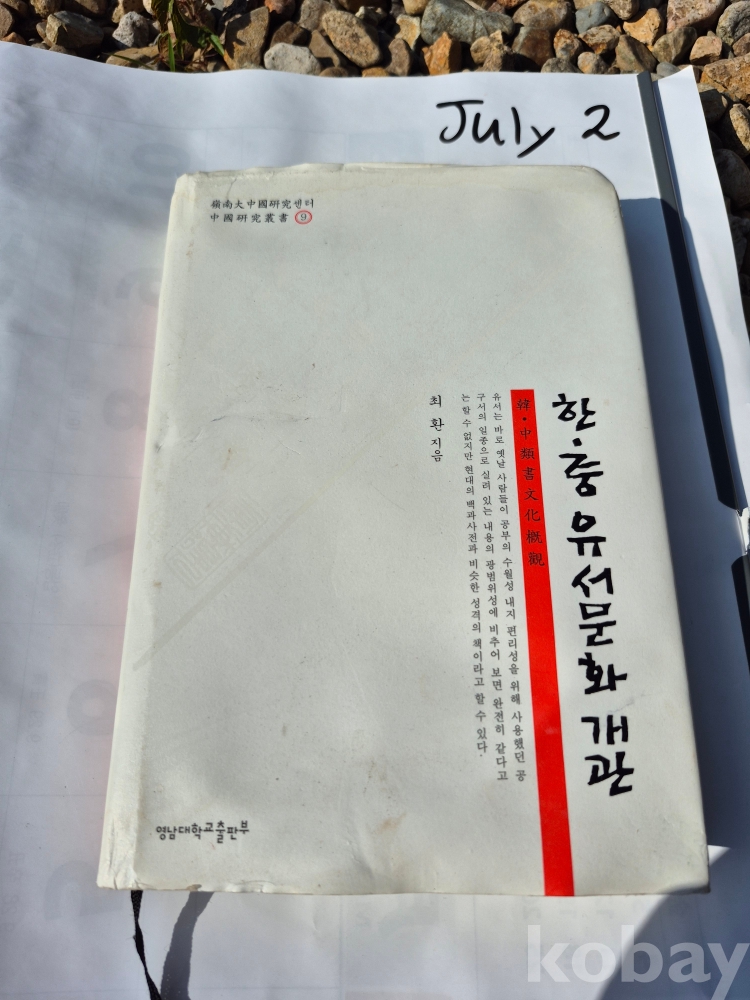 July 2
嶺南大中國硏究센터
中國硏究叢書 ⑨
한·중 유서문화 개관
韓·中類書文化槪觀
유서는 바로 옛날 사람들이 공부의 수월성 내지 편리성을 위해 사용했던 공
구서의 일종으로 실려 있는 내용의 광범위성에 비추어 보면 완전히 같다고
는 할 수 없지만 현대의 백과사전과 비슷한 성격의 책이라고 할 수 있다.
최 환 지음
영남대학교출판부
kobay